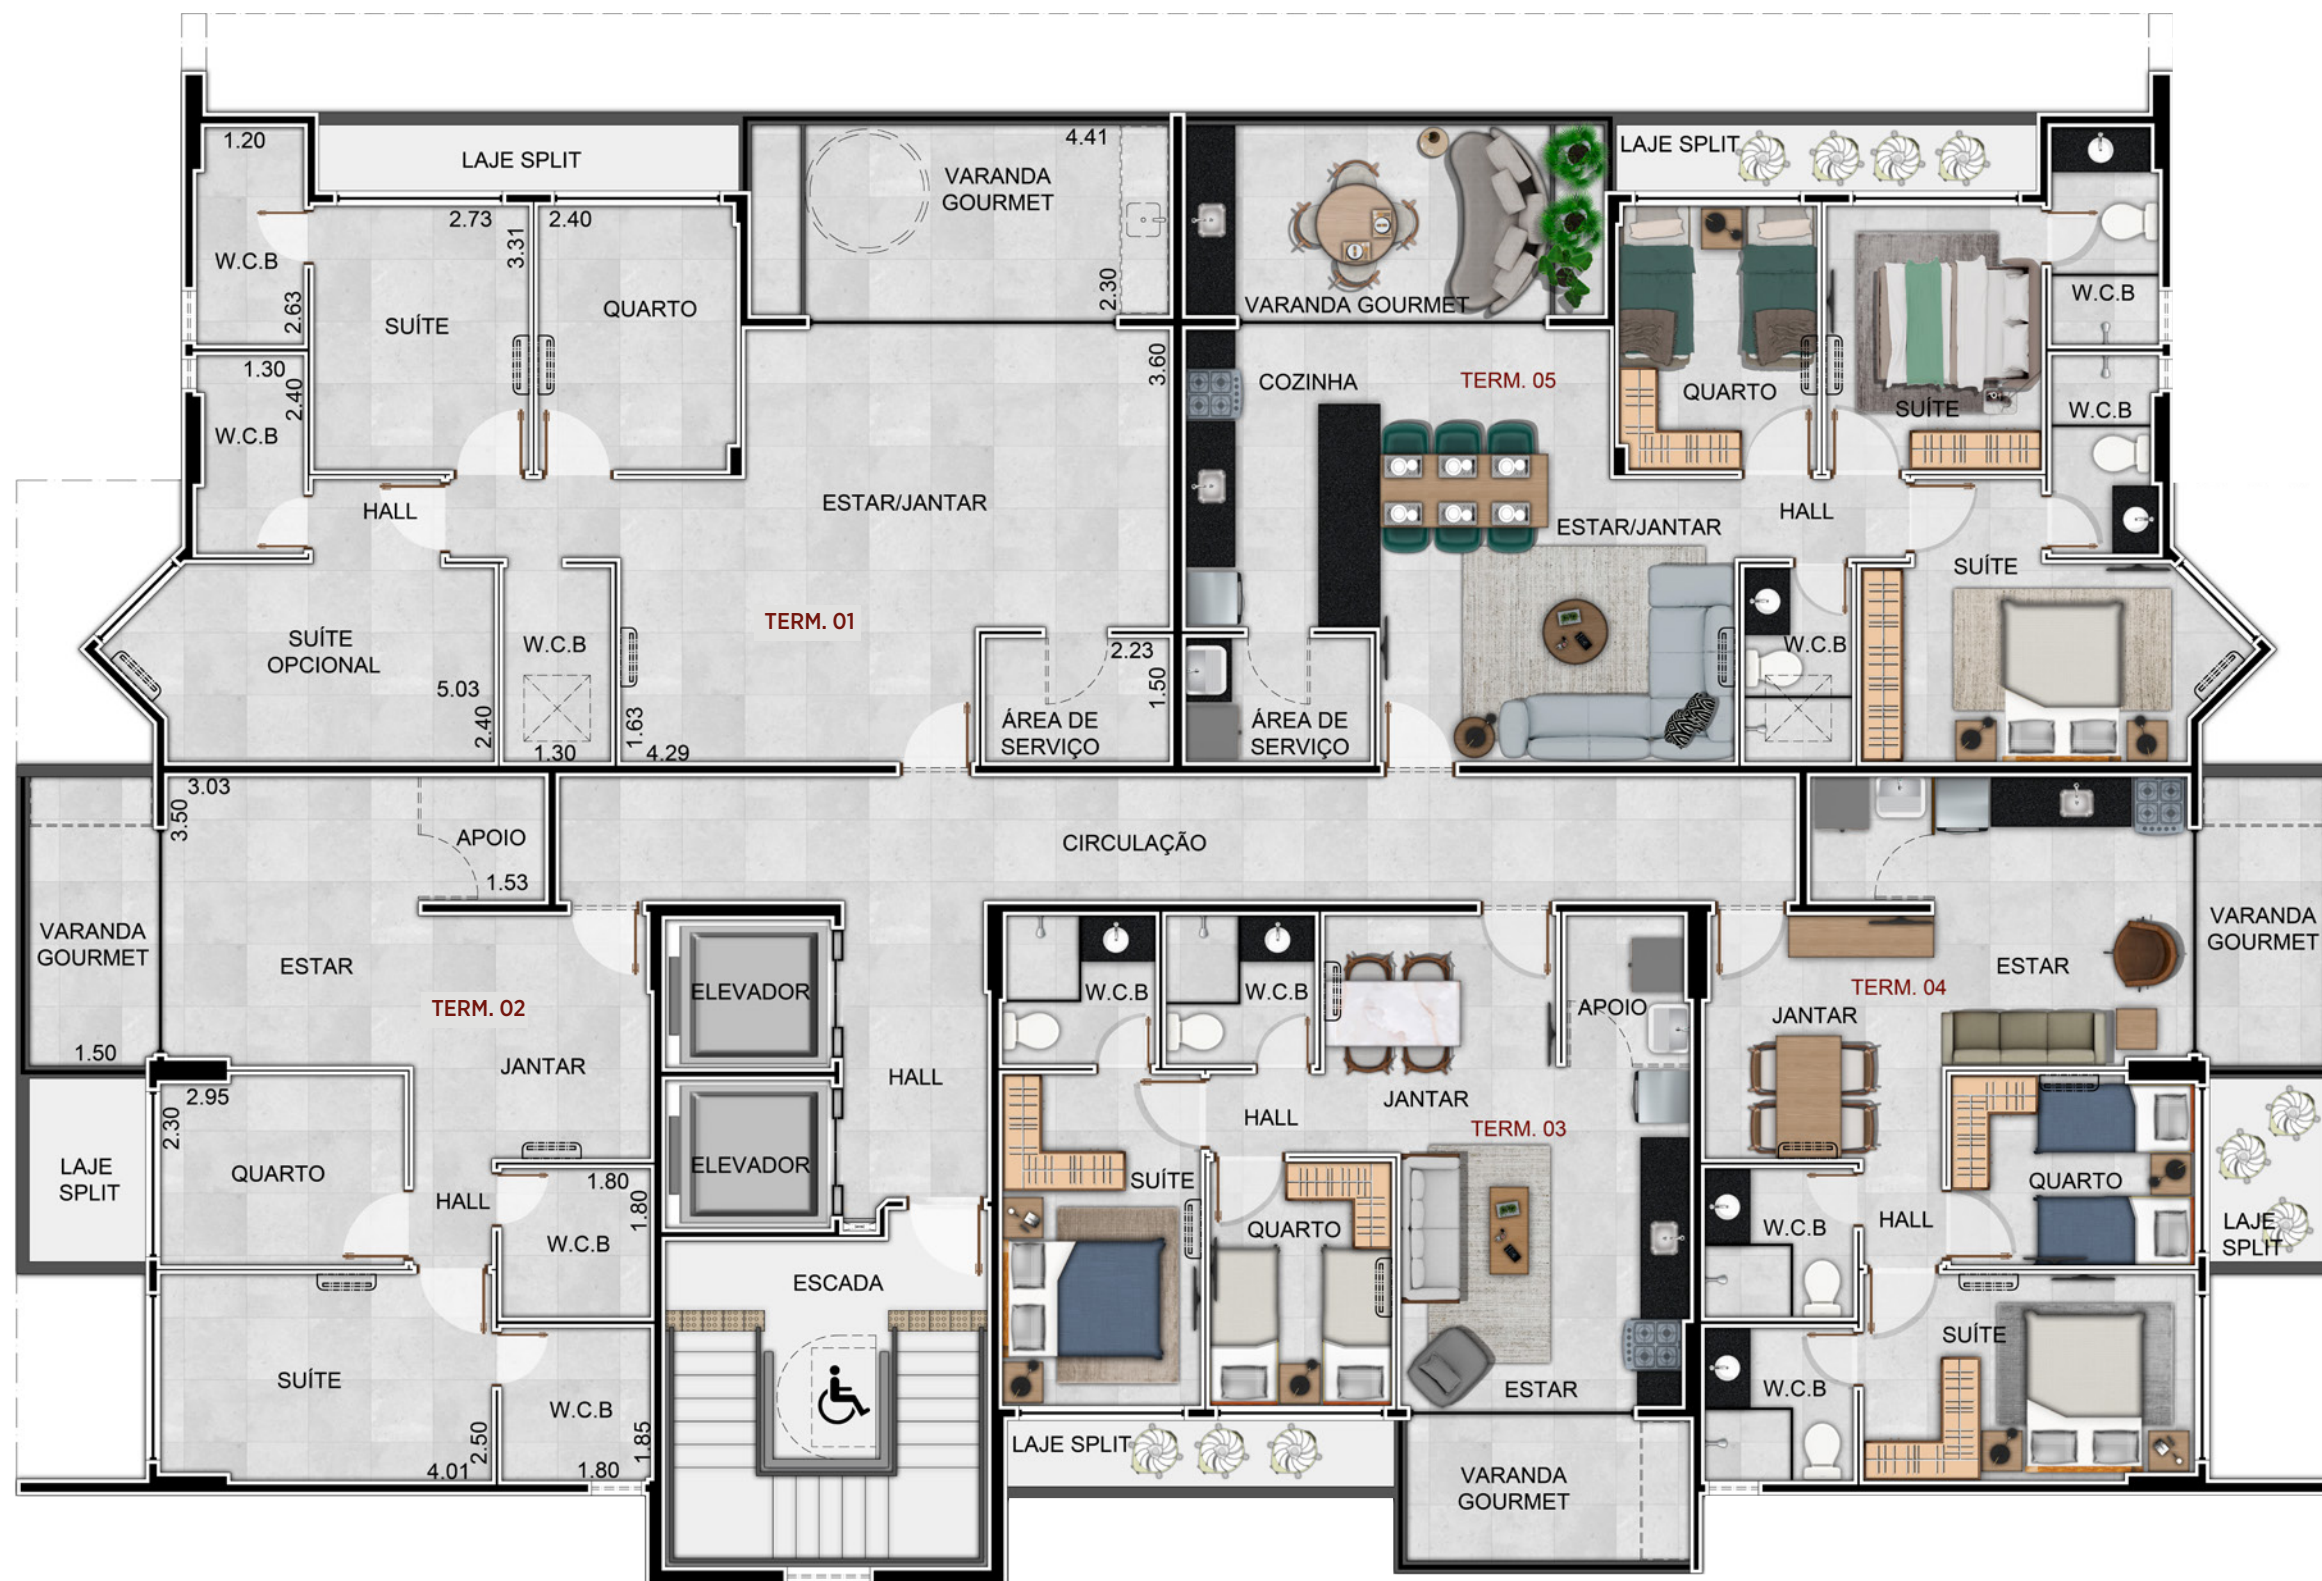 1.20
LAJE SPLIT
4.41
VARANDA
GOURMET
2.73
3.31
2.40
W.C.B
2.63
SUÍTE
QUARTO
2.30
1.30
2.40
W.C.B
3.60
HALL
ESTAR/JANTAR
TERM. 01
SUÍTE
OPCIONAL
W.C.B
5.03
2.40
1.30
1.63
4.29
2.23
1.50
ÁREA DE
SERVIÇO
LAJE SPLIT
VARANDA GOURMET
W.C.B
COZINHA
TERM. 05
QUARTO
SUÍTE
W.C.B
ESTAR/JANTAR
HALL
SUÍTE
W.C.B
ÁREA DE
SERVIÇO
3.03
3.50
APOIO
1.53
CIRCULAÇÃO
VARANDA
GOURMET
ESTAR
TERM. 02
1.50
JANTAR
2.95
2.30
LAJE
SPLIT
QUARTO
HALL
1.80
1.80
W.C.B
SUÍTE
W.C.B
2.50
4.01
1.85
1.80
ELEVADOR
ELEVADOR
HALL
ESCADA
W.C.B
W.C.B
APOIO
JANTAR
HALL
TERM. 03
SUÍTE
QUARTO
ESTAR
LAJE SPLIT
VARANDA
GOURMET
VARANDA
GOURMET
ESTAR
TERM. 04
JANTAR
QUARTO
W.C.B
HALL
LAJE
SPLIT
SUÍTE
W.C.B